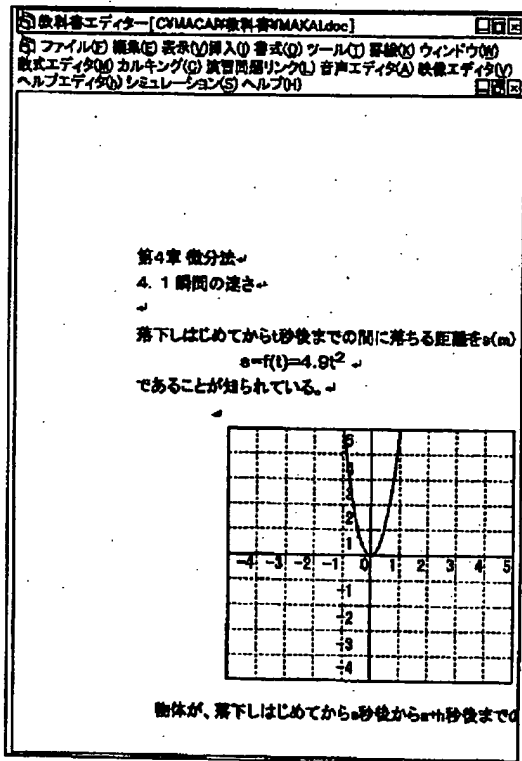 教科書エディター-[C¥MACAP¥教科書¥MAKAI.doc]
ファイル(F) 編集(E) 表示(V) 挿入(I) 書式(O) ツール(T) 罫線(K) ウィンドウ(W)
数式エディタ(M) カルキング(C) 演習問題リンク(L) 音声エディタ(A) 映像エディタ(V)
ヘルプエディタ(h) シミュレーション(S) ヘルプ(H)
第4章 微分法↵
4. 1 瞬間の速さ↵
↵
落下しはじめてからt秒後までの間に落ちる距離をs(m)
s=f(t)=4.9t² ↵
であることが知られている。↵
↵
5
3
2
1
-4 -3 -2 -1 0 1 2 3 4 5
-1
-2
-3
-4
物体が、落下しはじめてからa秒後からa+h秒後までの